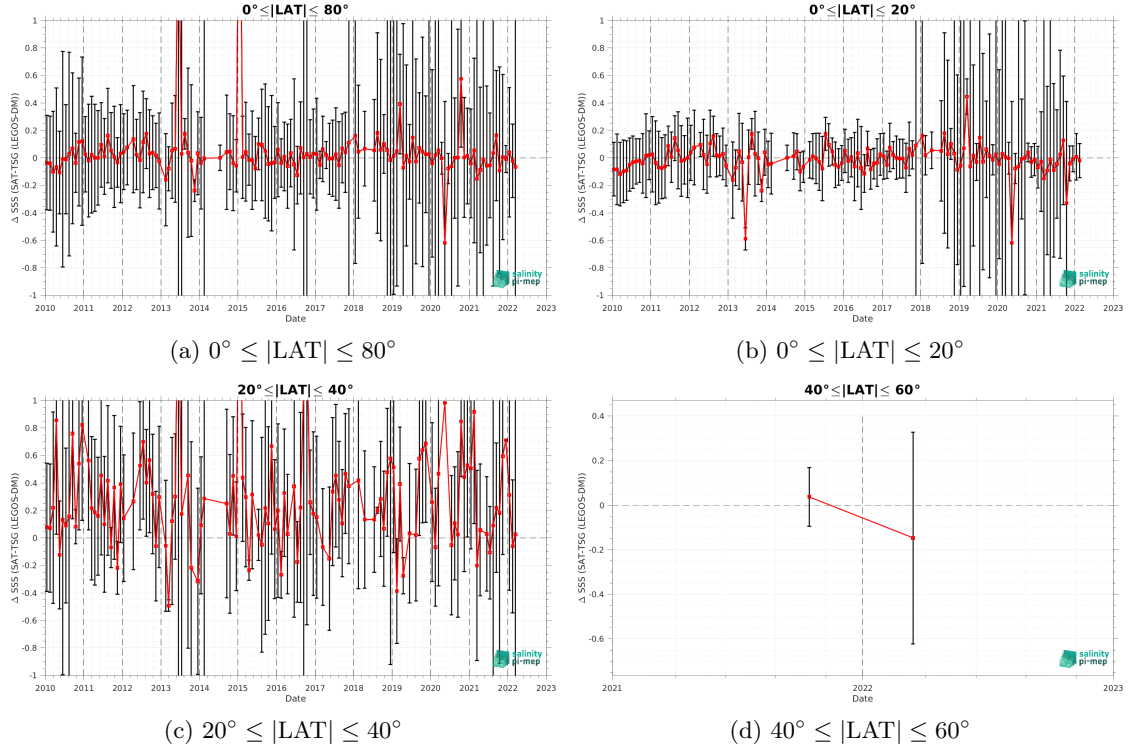 0°≤|LAT|≤ 80°
Δ SSS (SAT-TSG (LEGOS-DM))
1
0.8
0.6
0.4
0.2
0
-0.2
-0.4
-0.6
-0.8
-1
2010 2011 2012 2013 2014 2015 2016 2017 2018 2019 2020 2021 2022 2023
Date
salinity
pi-mep
(a) 0° ≤ |LAT| ≤ 80°
0°≤|LAT|≤ 20°
Δ SSS (SAT-TSG (LEGOS-DM))
1
0.8
0.6
0.4
0.2
0
-0.2
-0.4
-0.6
-0.8
-1
2010 2011 2012 2013 2014 2015 2016 2017 2018 2019 2020 2021 2022 2023
Date
salinity
pi-mep
(b) 0° ≤ |LAT| ≤ 20°
20°≤|LAT|≤ 40°
Δ SSS (SAT-TSG (LEGOS-DM))
1
0.8
0.6
0.4
0.2
0
-0.2
-0.4
-0.6
-0.8
-1
2010 2011 2012 2013 2014 2015 2016 2017 2018 2019 2020 2021 2022 2023
Date
salinity
pi-mep
(c) 20° ≤ |LAT| ≤ 40°
40°≤|LAT|≤ 60°
Δ SSS (SAT-TSG (LEGOS-DM))
0.4
0.2
0
-0.2
-0.4
-0.6
2021 2022 2023
Date
salinity
pi-mep
(d) 40° ≤ |LAT| ≤ 60°